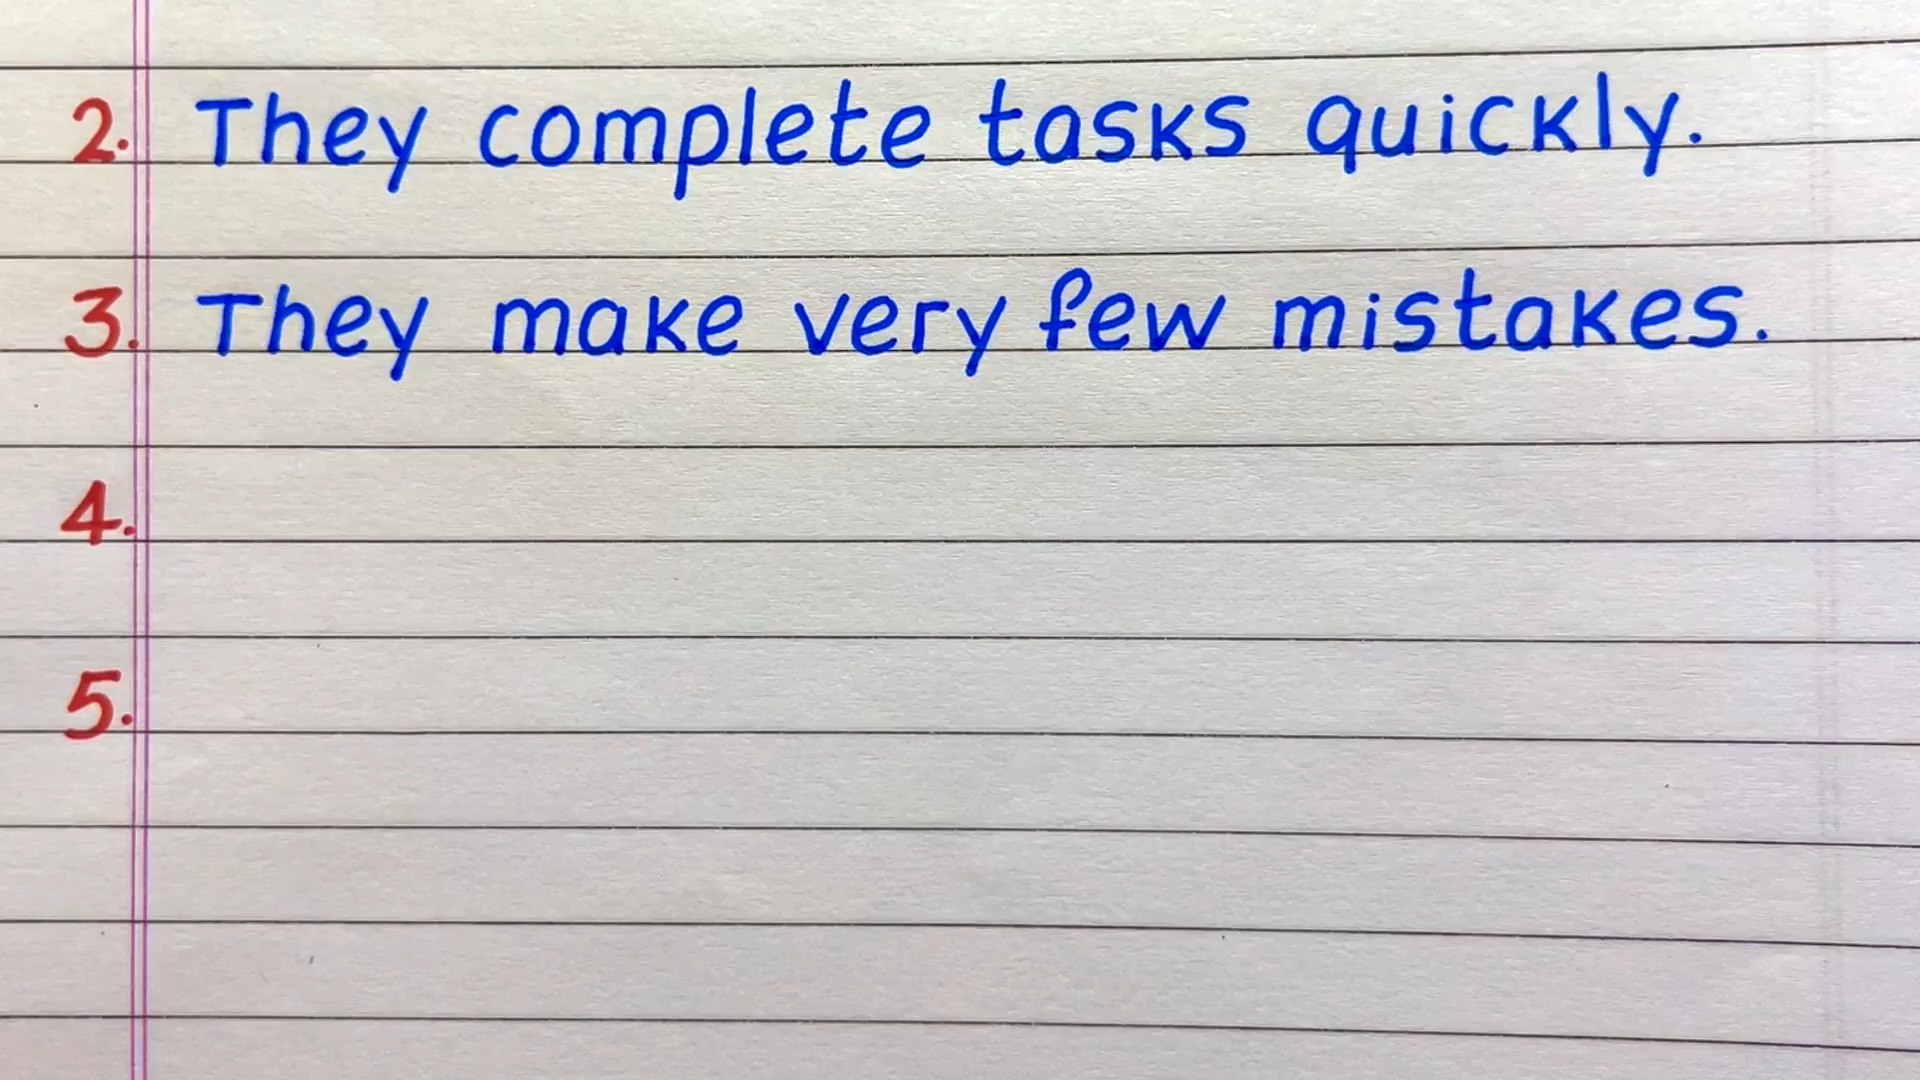 2. They complete tasks quickly.
3. They make very few mistakes.
4.
5.